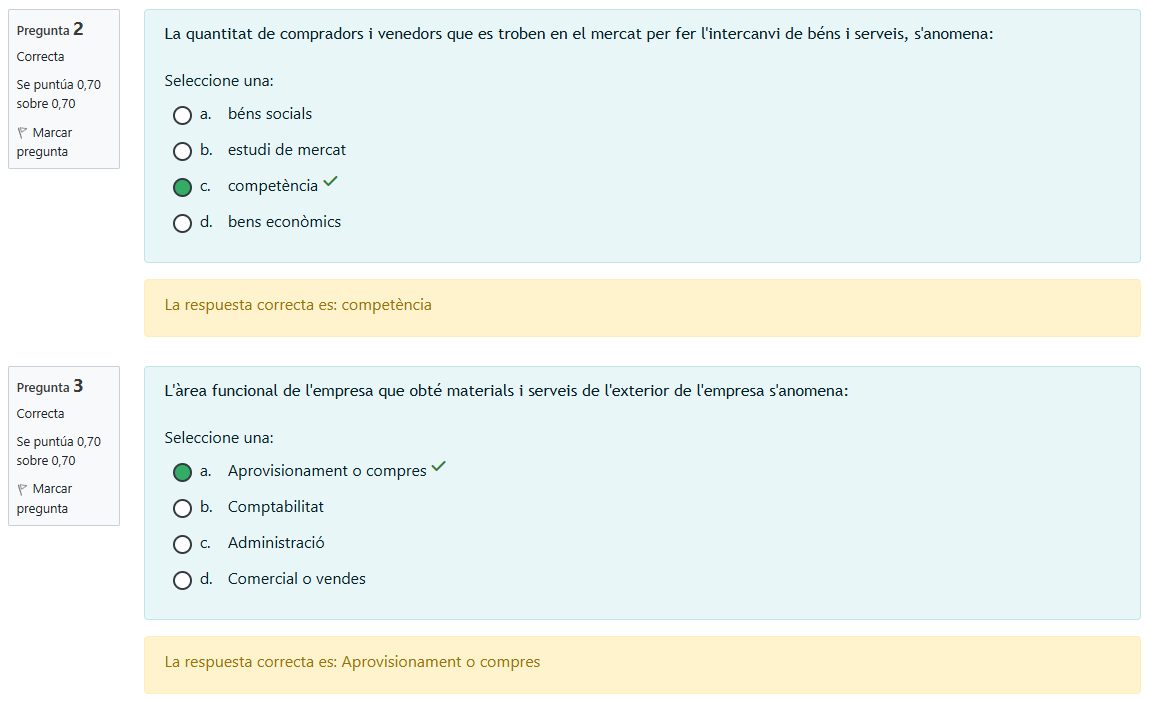 Pregunta 2
Correcta
Se puntúa 0,70
sobre 0,70
Marcar
pregunta
La quantitat de compradors i venedors que es troben en el mercat per fer l'intercanvi de béns i serveis, s'anomena:
Seleccione una:
a. béns socials
b. estudi de mercat
c. competència
d. bens econòmics
La respuesta correcta es: competència
Pregunta 3
Correcta
Se puntúa 0,70
sobre 0,70
Marcar
pregunta
L'àrea funcional de l'empresa que obté materials i serveis de l'exterior de l'empresa s'anomena:
Seleccione una:
a. Aprovisionament o compres
b. Comptabilitat
c. Administració
d. Comercial o vendes
La respuesta correcta es: Aprovisionament o compres